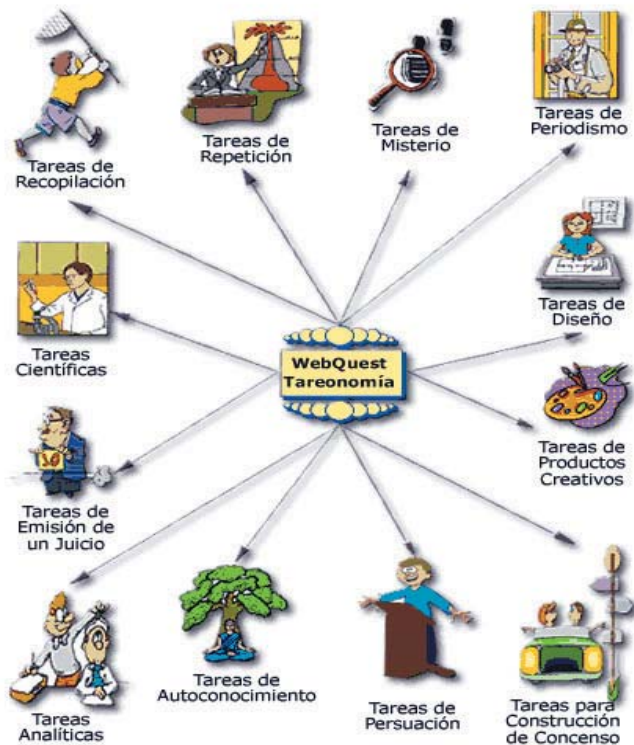 Tareas de
Recopilación
Tareas de
Repetición
Tareas de
Misterio
Tareas de
Periodismo
Tareas
Científicas
WebQuest
Tareonomía
Tareas de
Diseño
Tareas de
Productos
Creativos
Tareas de
Emisión de
un Juicio
Tareas
Analíticas
Tareas de
Autoconocimiento
Tareas de
Persuación
Tareas para
Construcción
de Concenso